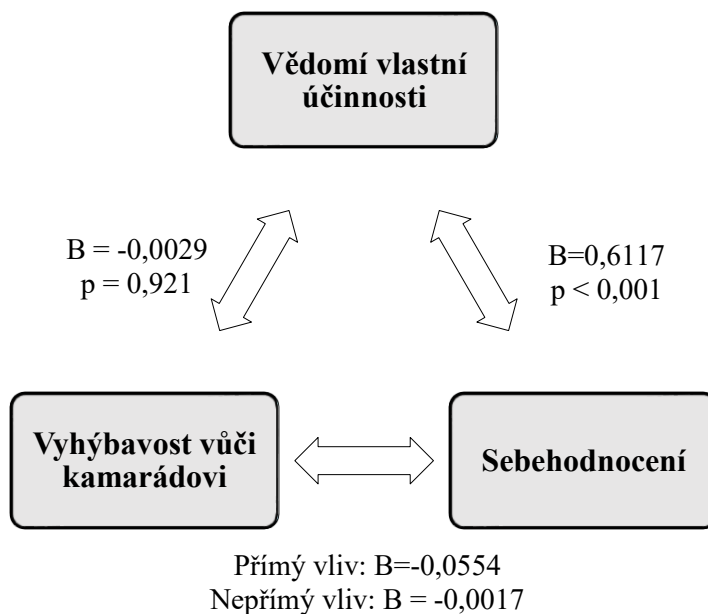 Vědomí vlastní
účinnosti
B = -0,0029
p = 0,921
B=0,6117
p < 0,001
Vyhýbavost vůči
kamarádovi
Sebehodnocení
Přímý vliv: B=-0,0554
Nepřímý vliv: B = -0,0017